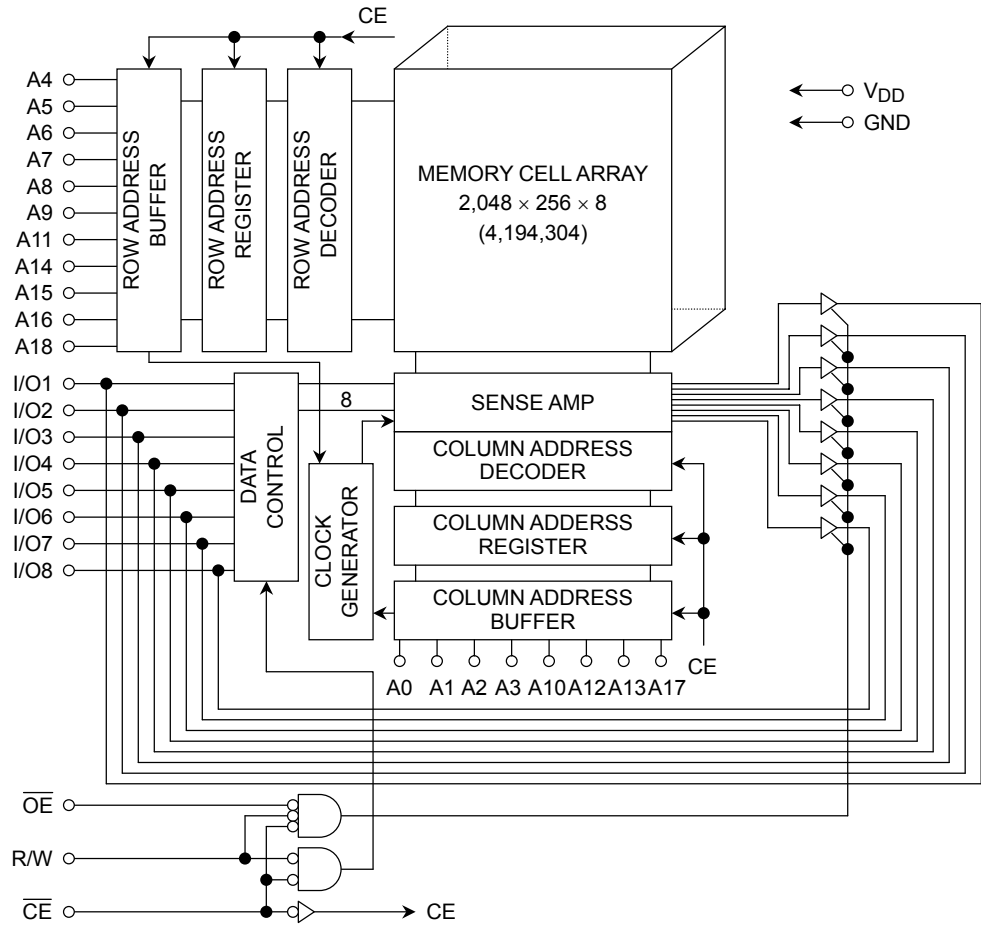 CE
A4
A5
A6
A7
A8
A9
A11
A14
A15
A16
A18
ROW ADDRESS
BUFFER
ROW ADDRESS
REGISTER
ROW ADDRESS
DECODER
MEMORY CELL ARRAY
2,048 × 256 × 8
(4,194,304)
VDD
GND
I/O1
I/O2
I/O3
I/O4
I/O5
I/O6
I/O7
I/O8
DATA
CONTROL
8
CLOCK
GENERATOR
SENSE AMP
COLUMN ADDRESS
DECODER
COLUMN ADDERSS
REGISTER
COLUMN ADDRESS
BUFFER
CE
A0 A1 A2 A3 A10 A12 A13 A17
OE
R/W
CE
CE